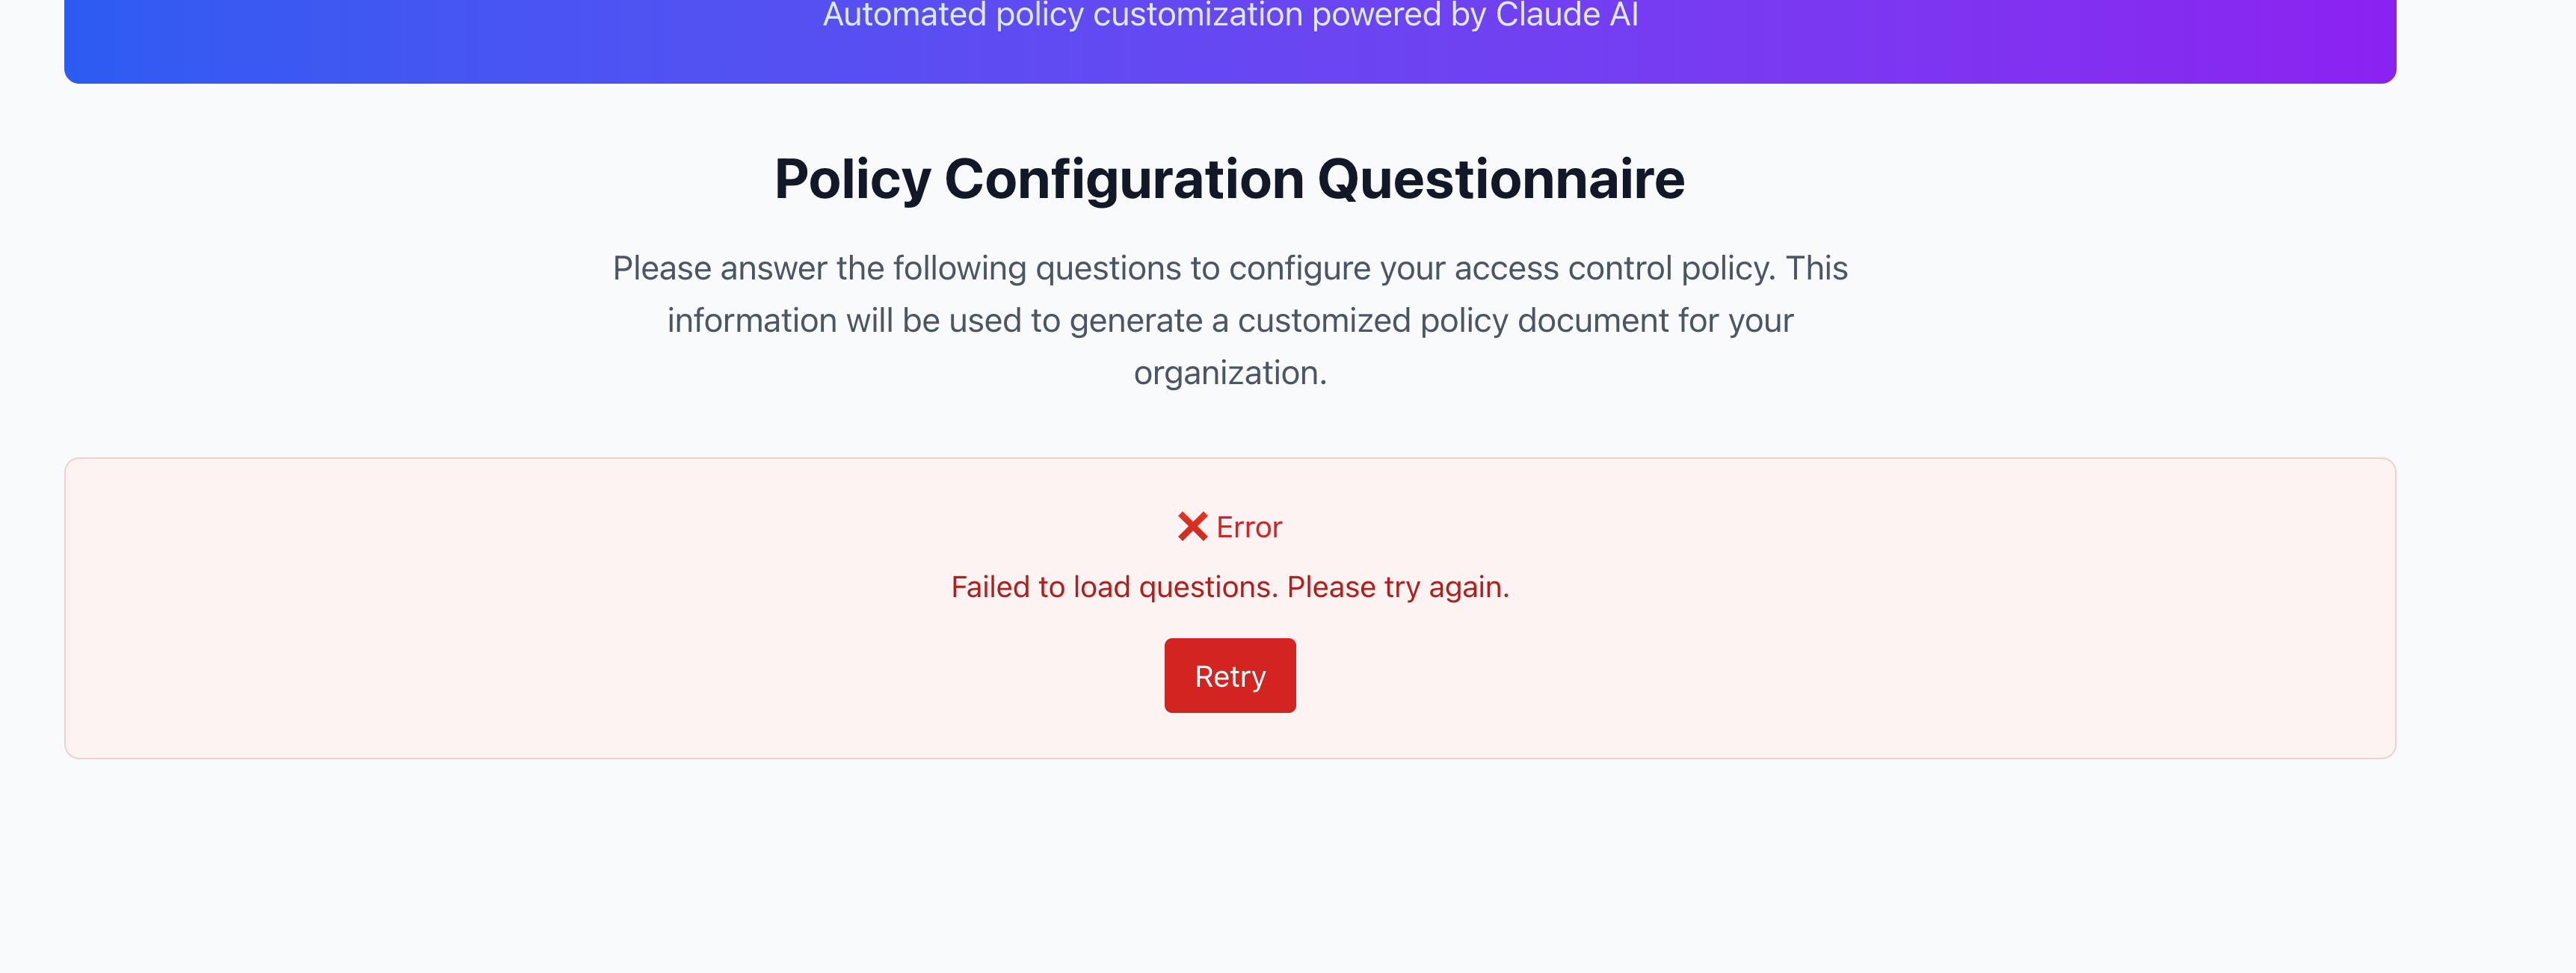 Automated policy customization powered by Claude AI
Policy Configuration Questionnaire
Please answer the following questions to configure your access control policy. This
information will be used to generate a customized policy document for your
organization.
❌ Error
Failed to load questions. Please try again.
Retry